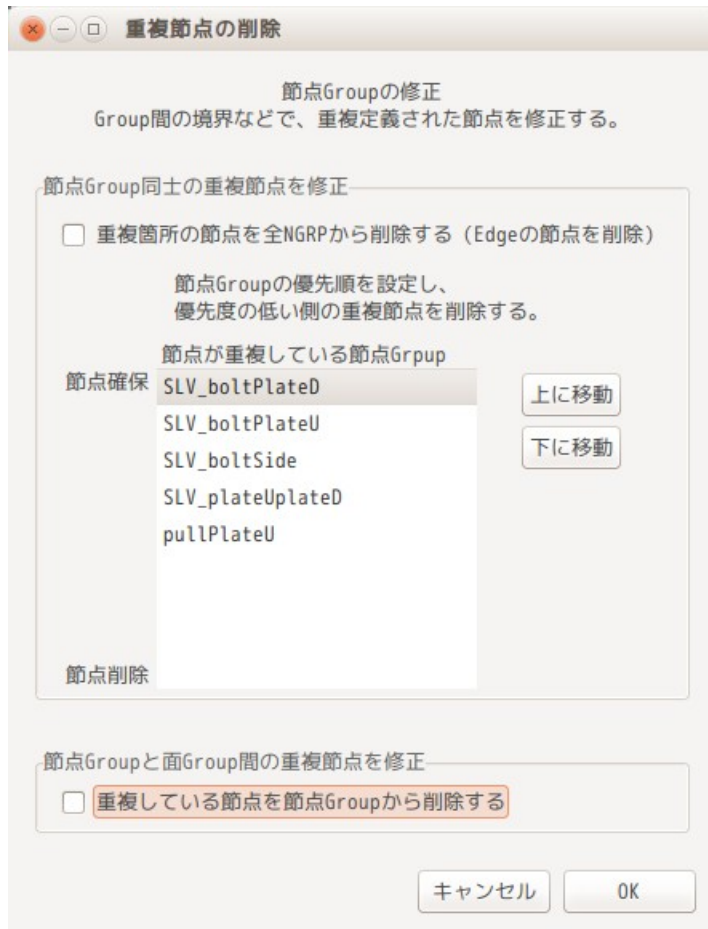 重複節点の削除
節点Groupの修正
Group間の境界などで、重複定義された節点を修正する。
節点Group同士の重複節点を修正
重複箇所の節点を全NGRPから削除する（Edgeの節点を削除）
節点Groupの優先順を設定し、
優先度の低い側の重複節点を削除する。
節点が重複している節点Grpup
節点確保
SLV_boltPlateD
SLV_boltPlateU
SLV_boltSide
SLV_plateUplateD
pullPlateU
上に移動
下に移動
節点削除
節点Groupと面Group間の重複節点を修正
重複している節点を節点Groupから削除する
キャンセル
OK